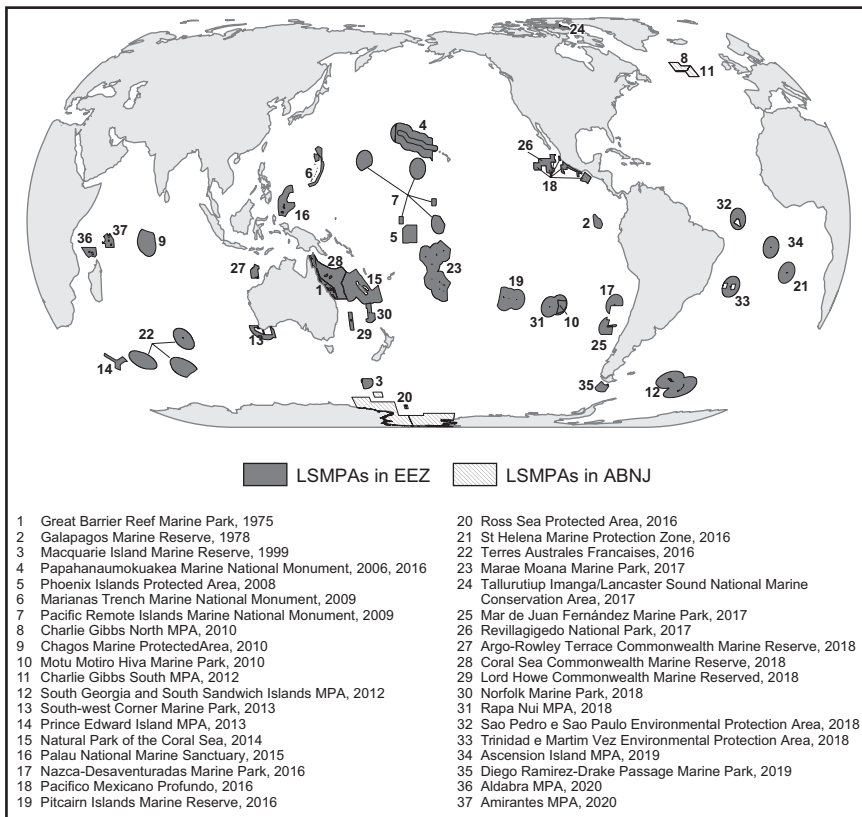 24
8
11
4
26
6
18
7
16
32
2
5
37
36
9
34
28
23
27
21
15
19
17
1
33
31
10
30
29
25
22
13
14
3
35
12
20
LSMPAs in EEZ
LSMPAs in ABNJ
1 Great Barrier Reef Marine Park, 1975
2 Galapagos Marine Reserve, 1978
3 Macquarie Island Marine Reserve, 1999
4 Papahanaumokuakea Marine National Monument, 2006, 2016
5 Phoenix Islands Protected Area, 2008
6 Marianas Trench Marine National Monument, 2009
7 Pacific Remote Islands Marine National Monument, 2009
8 Charlie Gibbs North MPA, 2010
9 Chagos Marine ProtectedArea, 2010
10 Motu Motiro Hiva Marine Park, 2010
11 Charlie Gibbs South MPA, 2012
12 South Georgia and South Sandwich Islands MPA, 2012
13 South-west Corner Marine Park, 2013
14 Prince Edward Island MPA, 2013
15 Natural Park of the Coral Sea, 2014
16 Palau National Marine Sanctuary, 2015
17 Nazca-Desaventuradas Marine Park, 2016
18 Pacifico Mexicano Profundo, 2016
19 Pitcairn Islands Marine Reserve, 2016
20 Ross Sea Protected Area, 2016
21 St Helena Marine Protection Zone, 2016
22 Terres Australes Francaises, 2016
23 Marae Moana Marine Park, 2017
24 Tallurutiup Imanga/Lancaster Sound National Marine
Conservation Area, 2017
25 Mar de Juan Fernández Marine Park, 2017
26 Revillagigedo National Park, 2017
27 Argo-Rowley Terrace Commonwealth Marine Reserve, 2018
28 Coral Sea Commonwealth Marine Reserve, 2018
29 Lord Howe Commonwealth Marine Reserved, 2018
30 Norfolk Marine Park, 2018
31 Rapa Nui MPA, 2018
32 Sao Pedro e Sao Paulo Environmental Protection Area, 2018
33 Trinidad e Martim Vez Environmental Protection Area, 2018
34 Ascension Island MPA, 2019
35 Diego Ramirez-Drake Passage Marine Park, 2019
36 Aldabra MPA, 2020
37 Amirantes MPA, 2020